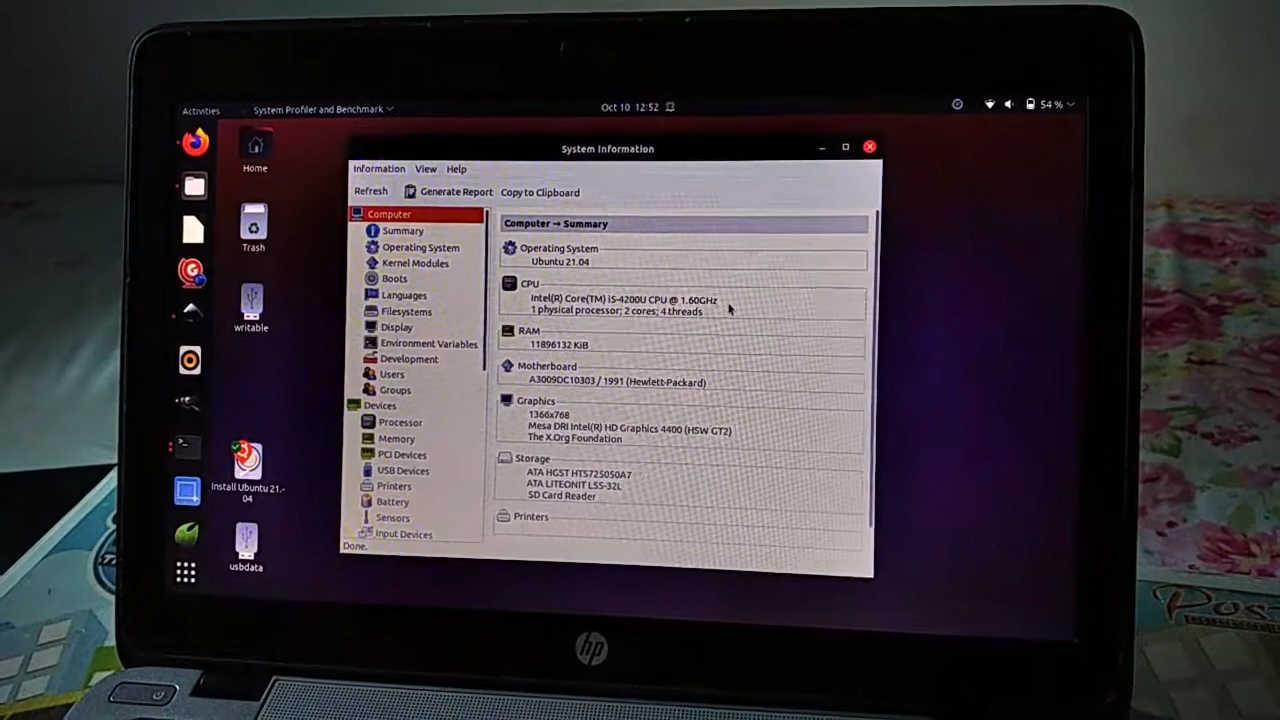 Activities
System Profiler and Benchmark
Oct 10 12:52
54 %
Home
Trash
writable
Install Ubuntu 21.-
04
usbdata
System Information
Information View Help
Refresh Generate Report Copy to Clipboard
Computer
Summary
Operating System
Kernel Modules
Boots
Languages
Filesystems
Display
Environment Variables
Development
Users
Groups
Devices
Processor
Memory
PCI Devices
USB Devices
Printers
Battery
Sensors
Input Devices
Done.
Computer → Summary
Operating System
Ubuntu 21.04
CPU
Intel(R) Core(TM) i5-4200U CPU @ 1.60GHz
1 physical processor; 2 cores; 4 threads
RAM
11896132 KiB
Motherboard
A3009DC10303 / 1991 (Hewlett-Packard)
Graphics
1366x768
Mesa DRI Intel(R) HD Graphics 4400 (HSW GT2)
The X.Org Foundation
Storage
ATA HGST HTS725050A7
ATA LITEONIT LSS-32L
SD Card Reader
Printers
hp